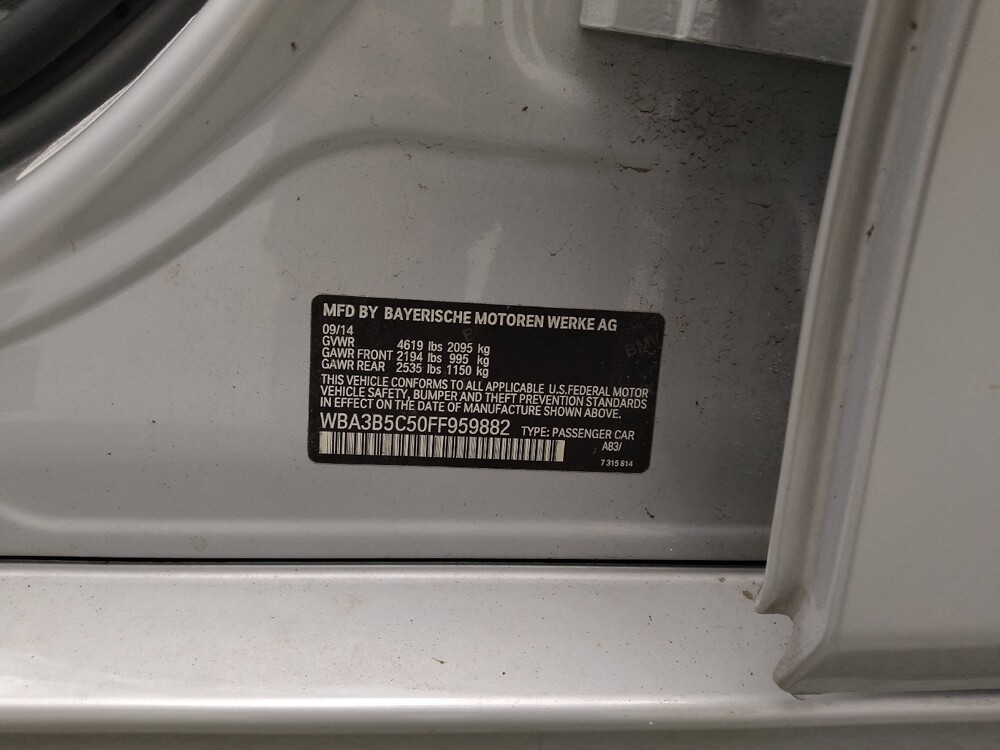 MFD BY BAYERISCHE MOTOREN WERKE AG
09/14
GVWR 4619 lbs 2095 kg
GAWR FRONT 2194 lbs 995 kg
GAWR REAR 2535 lbs 1150 kg
THIS VEHICLE CONFORMS TO ALL APPLICABLE U.S.FEDERAL MOTOR
VEHICLE SAFETY, BUMPER AND THEFT PREVENTION STANDARDS
IN EFFECT ON THE DATE OF MANUFACTURE SHOWN ABOVE.
WBA3B5C50FF959882 TYPE: PASSENGER CAR
A83/
7 315 814
BMW